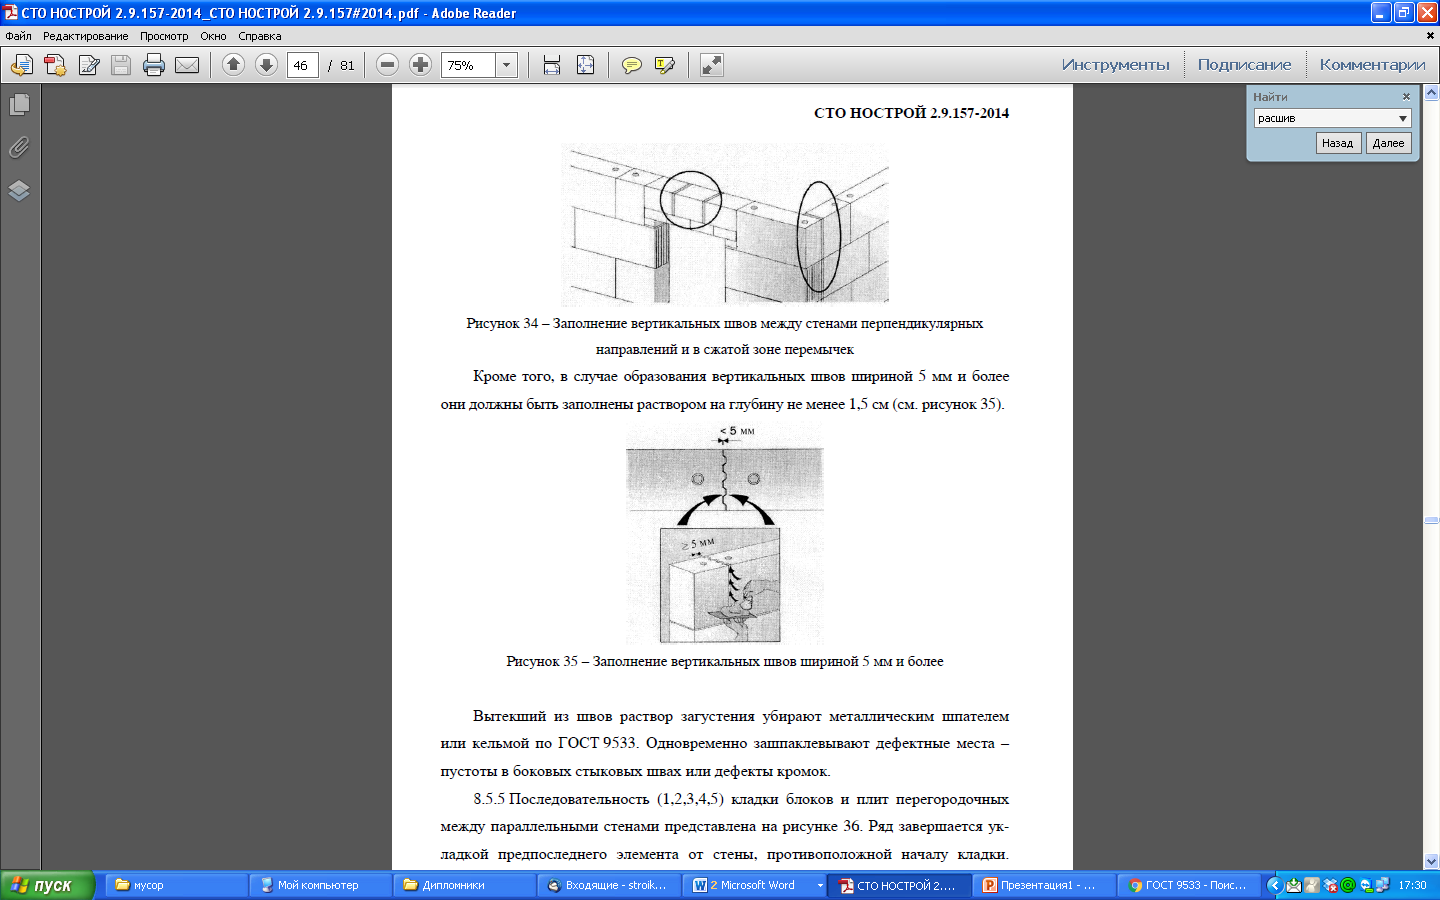 СТО НОСТРОЙ 2.9.157-2014_СТО НОСТРОЙ 2.9.157#2014.pdf - Adobe Reader
Файл Редактирование Просмотр Окно Справка
46 / 81 75% Инструменты Подписание Комментарии
Найти
расшив
Назад Далее
СТО НОСТРОЙ 2.9.157-2014
Рисунок 34 – Заполнение вертикальных швов между стенами перпендикулярных
направлений и в сжатой зоне перемычек
Кроме того, в случае образования вертикальных швов шириной 5 мм и более
они должны быть заполнены раствором на глубину не менее 1,5 см (см. рисунок 35).
< 5 мм
≥ 5 мм
Рисунок 35 – Заполнение вертикальных швов шириной 5 мм и более
Вытекший из швов раствор загустения убирают металлическим шпателем
или кельмой по ГОСТ 9533. Одновременно зашпаклевывают дефектные места –
пустоты в боковых стыковых швах или дефекты кромок.
8.5.5 Последовательность (1,2,3,4,5) кладки блоков и плит перегородочных
между параллельными стенами представлена на рисунке 36. Ряд завершается ук-
ладкой предпоследнего элемента от стены, противоположной началу кладки.
пуск мусор Мой компьютер Дипломники Входящие - stroik... 2 Microsoft Word СТО НОСТРОЙ 2.... Презентация1 - ... ГОСТ 9533 - Поис... 17:30